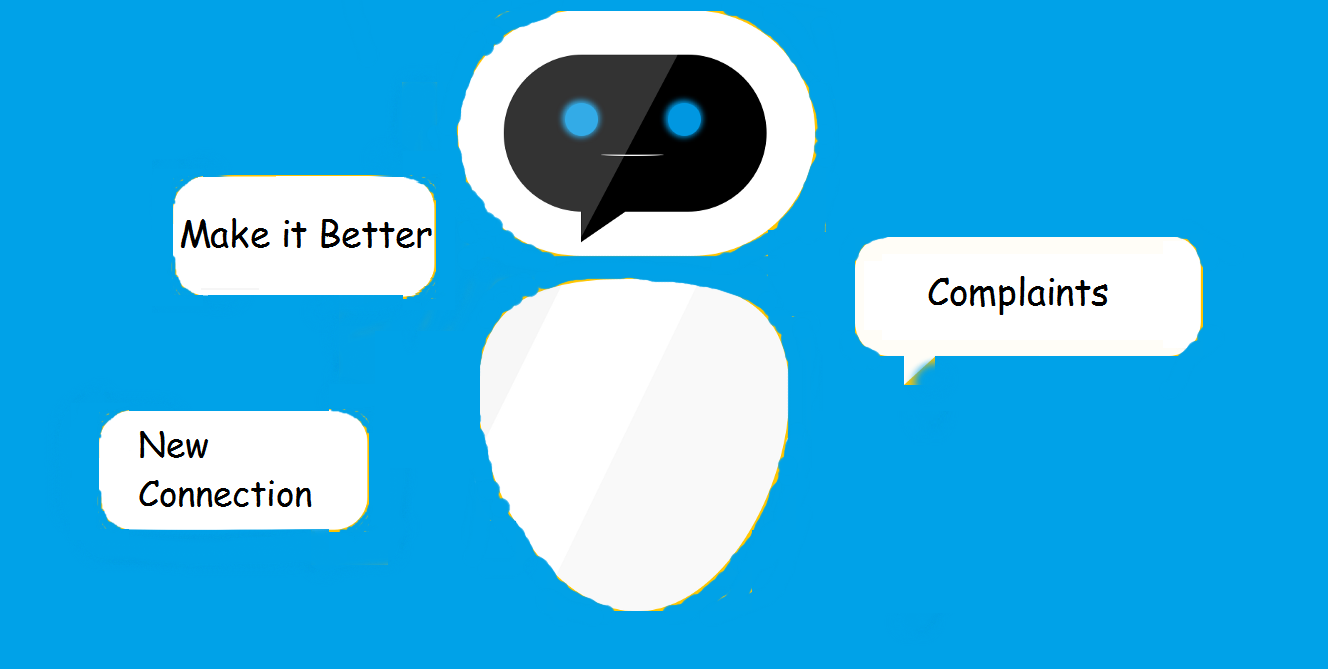 Make it Better
Complaints
New
Connection